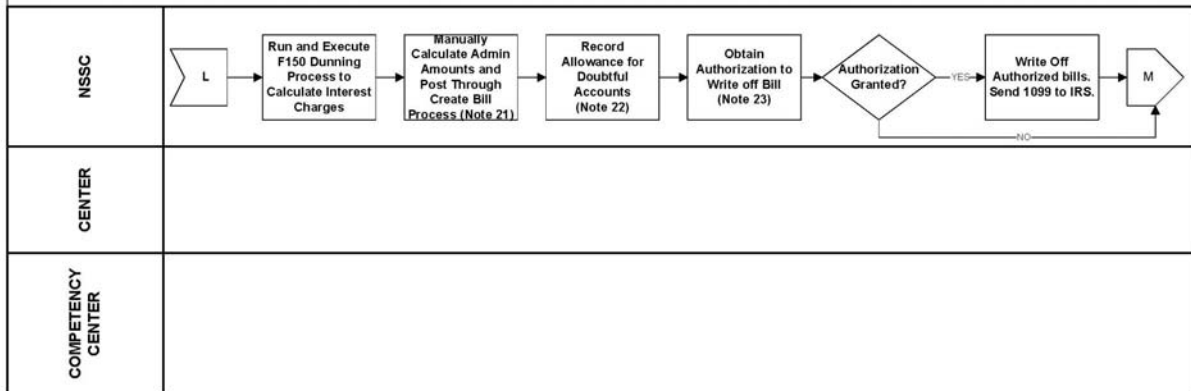 NSSC
L
Run and Execute
F150 Dunning
Process to
Calculate Interest
Charges
Manually
Calculate Admin
Amounts and
Post Through
Create Bill
Process (Note 21)
Record
Allowance for
Doubtful
Accounts
(Note 22)
Obtain
Authorization to
Write off Bill
(Note 23)
Authorization
Granted?
YES
Write Off
Authorized bills.
Send 1099 to IRS.
M
NO
CENTER
COMPETENCY
CENTER